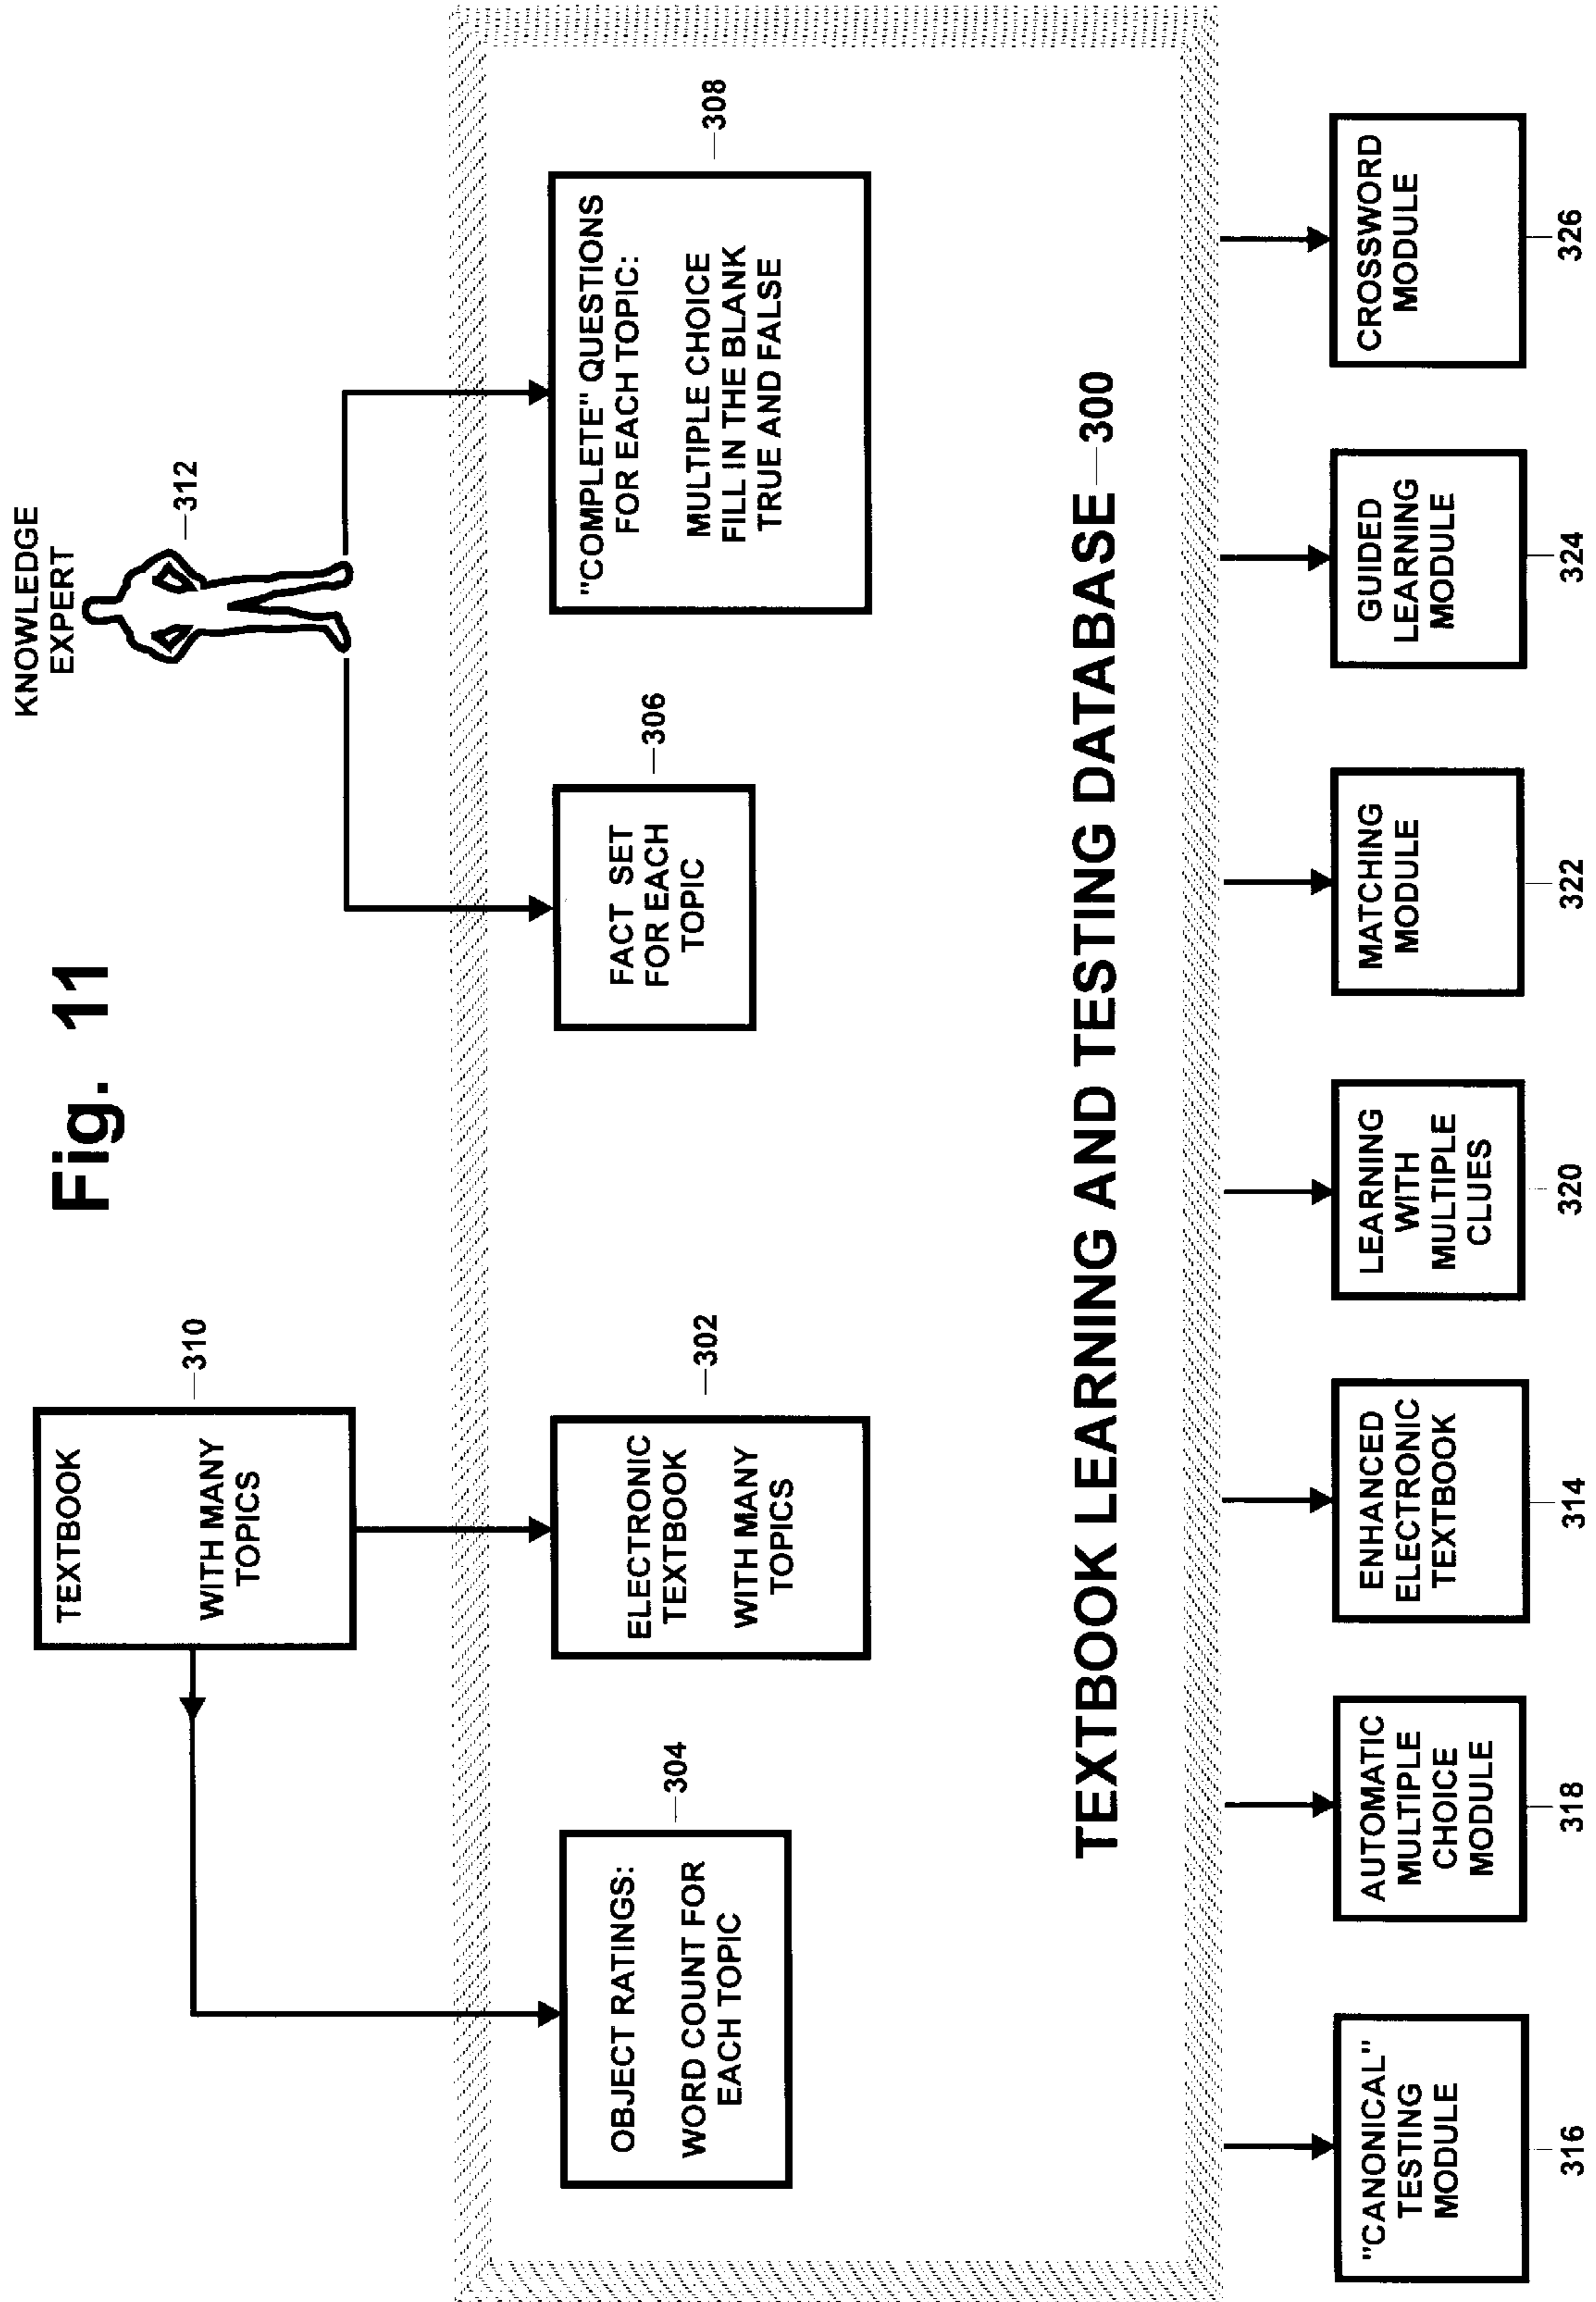 Fig. 11
TEXTBOOK
WITH MANY
TOPICS
310
KNOWLEDGE
EXPERT
312
OBJECT RATINGS:
WORD COUNT FOR
EACH TOPIC
304
ELECTRONIC
TEXTBOOK
WITH MANY
TOPICS
302
FACT SET
FOR EACH
TOPIC
306
"COMPLETE" QUESTIONS
FOR EACH TOPIC:
MULTIPLE CHOICE
FILL IN THE BLANK
TRUE AND FALSE
308
TEXTBOOK LEARNING AND TESTING DATABASE 300
"CANONICAL"
TESTING
MODULE
316
AUTOMATIC
MULTIPLE
CHOICE
MODULE
318
ENHANCED
ELECTRONIC
TEXTBOOK
314
LEARNING
WITH
MULTIPLE
CLUES
320
MATCHING
MODULE
322
GUIDED
LEARNING
MODULE
324
CROSSWORD
MODULE
326